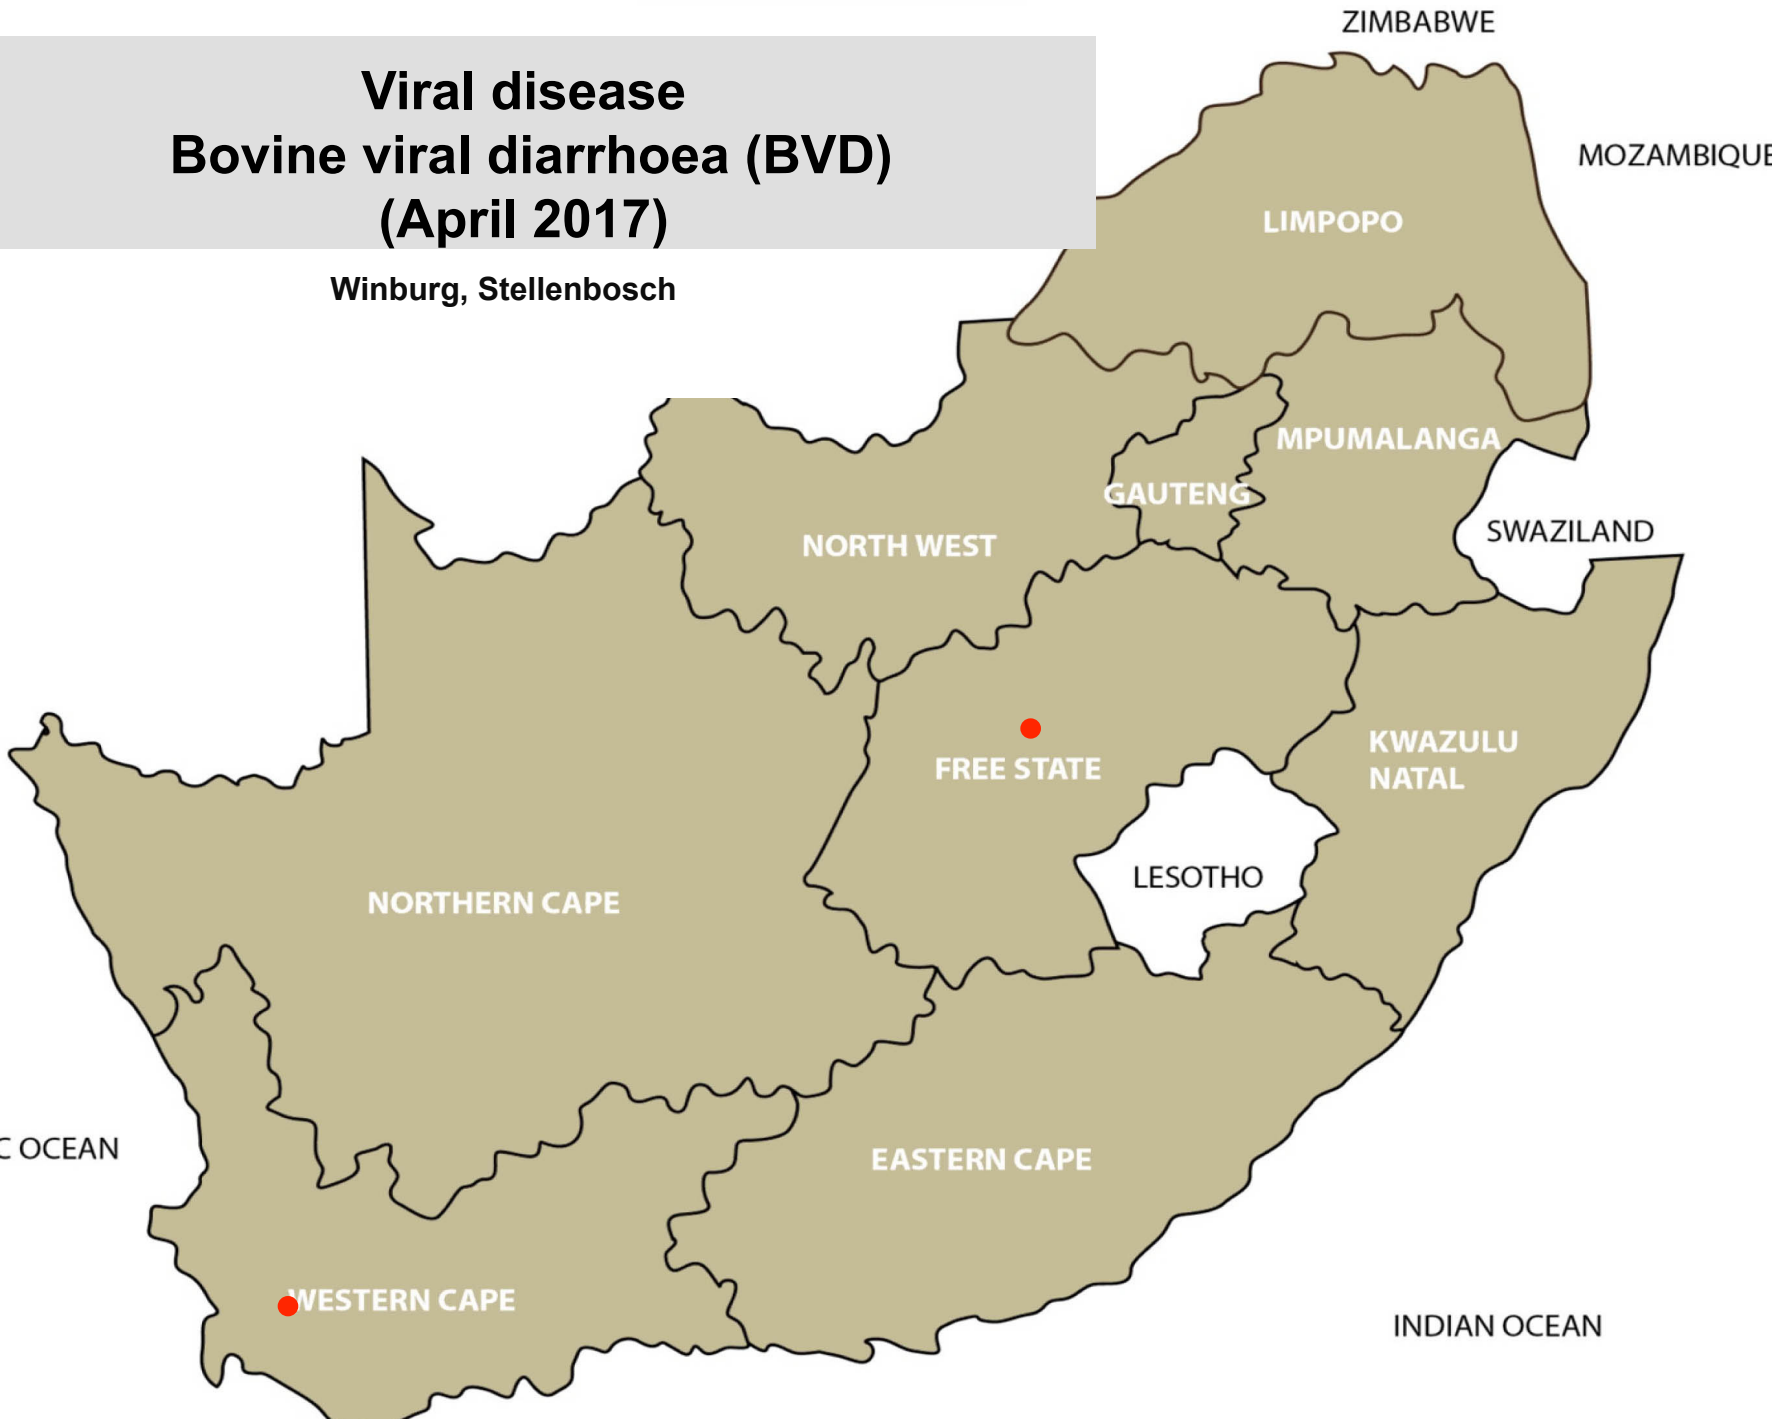 ZIMBABWE
Viral disease
Bovine viral diarrhoea (BVD)
(April 2017)
MOZAMBIQUE
LIMPOPO
Winburg, Stellenbosch
MPUMALANGA
GAUTENG
SWAZILAND
NORTH WEST
KWAZULU
NATAL
FREE STATE
LESOTHO
NORTHERN CAPE
C OCEAN
EASTERN CAPE
WESTERN CAPE
INDIAN OCEAN